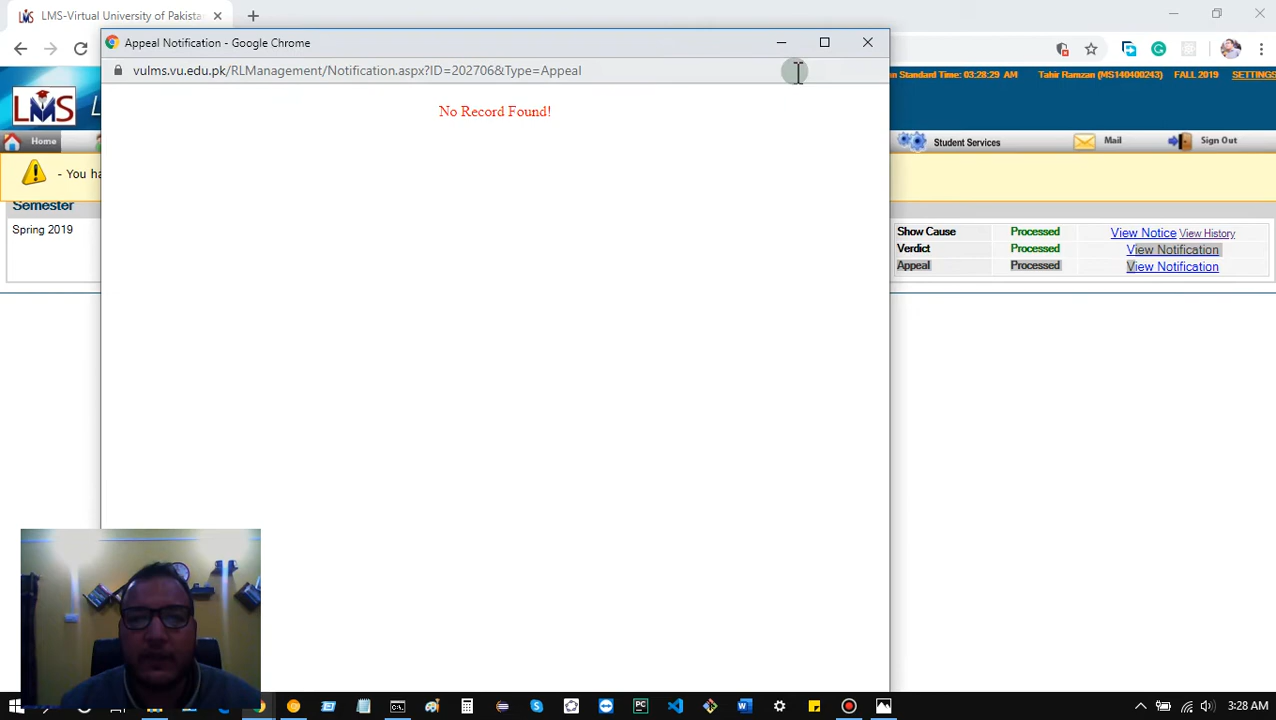 LMS-Virtual University of Pakista
Appeal Notification - Google Chrome
vulms.vu.edu.pk/RLManagement/Notification.aspx?ID=202706&Type=Appeal
No Record Found!
n Standard Time: 03:28:29 AM Tahir Ramzan (MS140400243) FALL 2019 SETTINGS
LMS L
Home Student Services Mail Sign Out
- You ha
Semester
Spring 2019
Show Cause Processed View Notice View History
Verdict Processed View Notification
Appeal Processed View Notification
3:28 AM